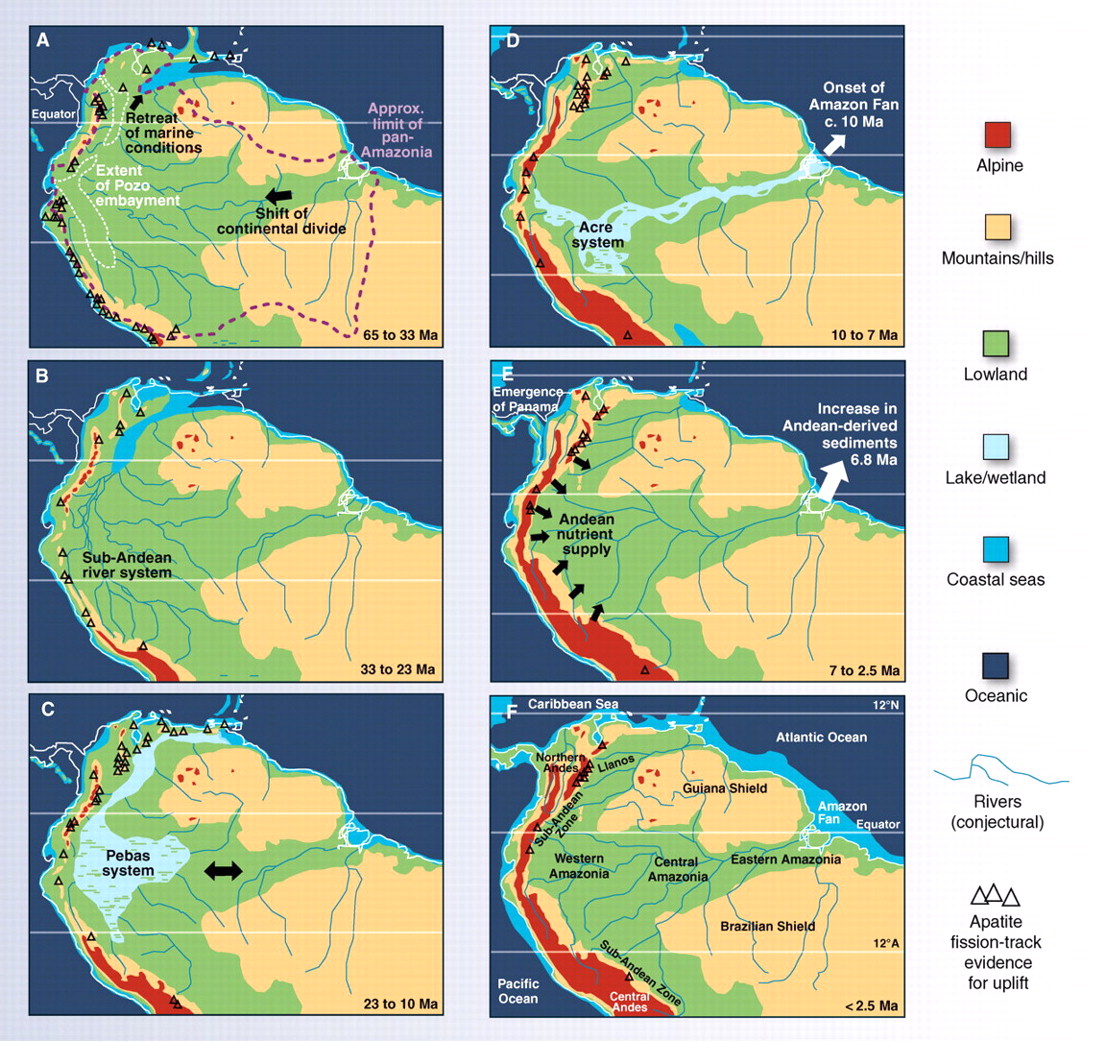 A
Equator
Retreat
of marine
conditions
Approx.
limit of
pan-
Amazonia
Extent
of Pozo
embayment
Shift of
continental divide
65 to 33 Ma
B
Sub-Andean
river system
33 to 23 Ma
C
Pebas
system
23 to 10 Ma
D
Onset of
Amazon Fan
c. 10 Ma
Acre
system
10 to 7 Ma
E
Emergence
of Panama
Increase in
Andean-derived
sediments
6.8 Ma
Andean
nutrient
supply
7 to 2.5 Ma
F
Caribbean Sea
12°N
Atlantic Ocean
Northern
Andes
Llanos
Guiana Shield
Sub-Andean
Zone
Amazon
Fan
Equator
Western
Amazonia
Central
Amazonia
Eastern Amazonia
Brazilian Shield
12°A
Sub-Andean Zone
Pacific
Ocean
Central
Andes
< 2.5 Ma
Alpine
Mountains/hills
Lowland
Lake/wetland
Coastal seas
Oceanic
Rivers
(conjectural)
Apatite
fission-track
evidence
for uplift